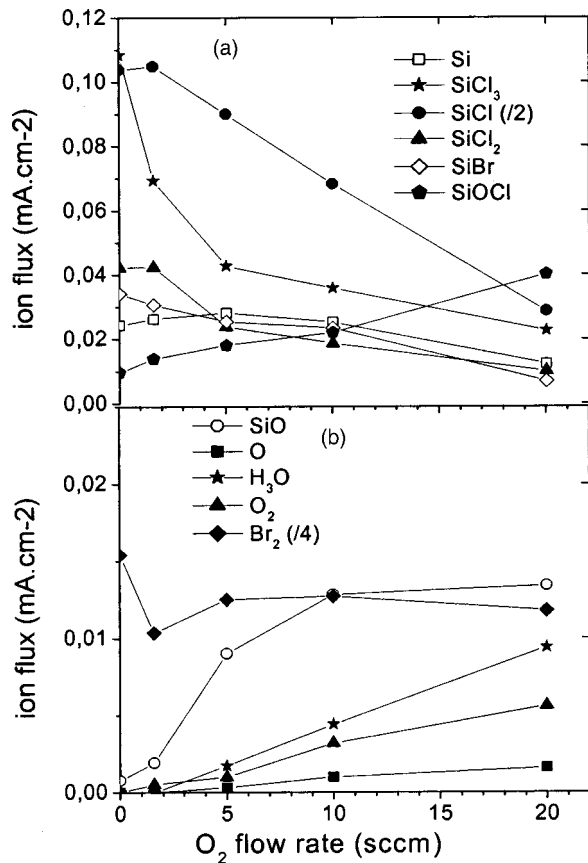 (a)
Si
SiCl3
SiCl (/2)
SiCl2
SiBr
SiOCl
0,12
0,10
0,08
0,06
0,04
0,02
0,00
ion flux (mA.cm-2)
(b)
SiO
O
H3O
O2
Br2 (/4)
0,02
0,01
0,00
ion flux (mA.cm-2)
0 5 10 15 20
O2 flow rate (sccm)